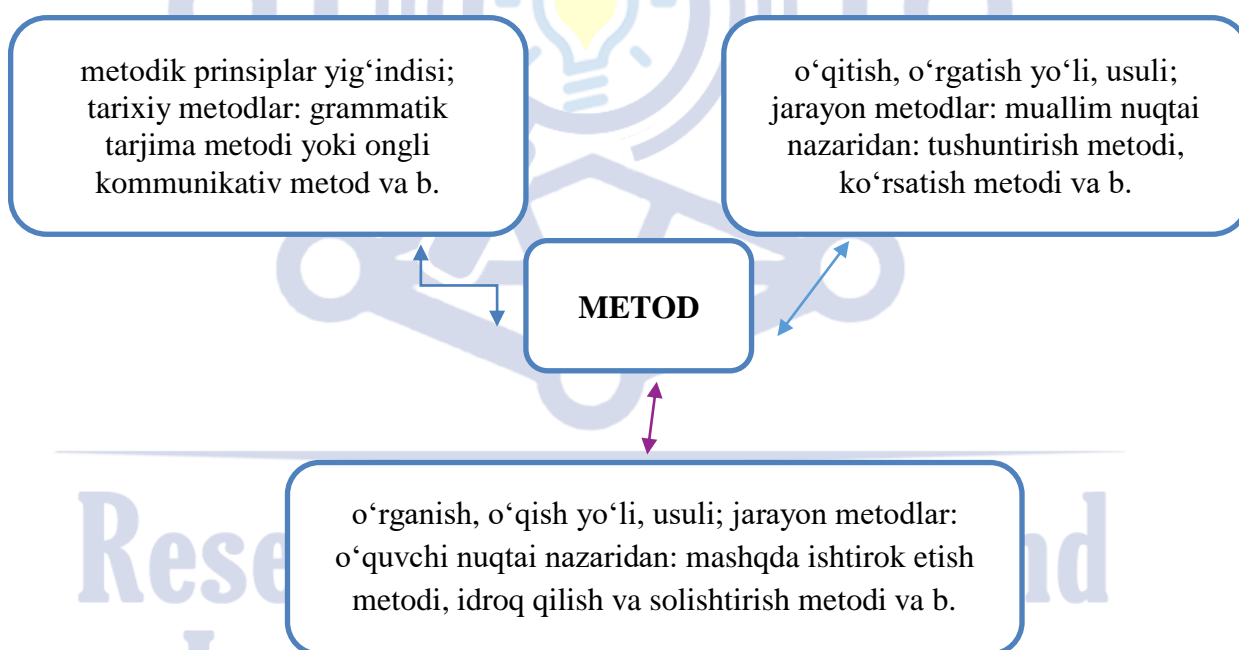 metodik prinsiplar yig‘indisi;
tarixiy metodlar: grammatik
tarjima metodi yoki ongli
kommunikativ metod va b.
o‘qitish, o‘rgatish yo‘li, usuli;
jarayon metodlar: muallim nuqtai
nazaridan: tushuntirish metodi,
ko‘rsatish metodi va b.
METOD
o‘rganish, o‘qish yo‘li, usuli; jarayon metodlar:
o‘quvchi nuqtai nazaridan: mashqda ishtirok etish
metodi, idroq qilish va solishtirish metodi va b.